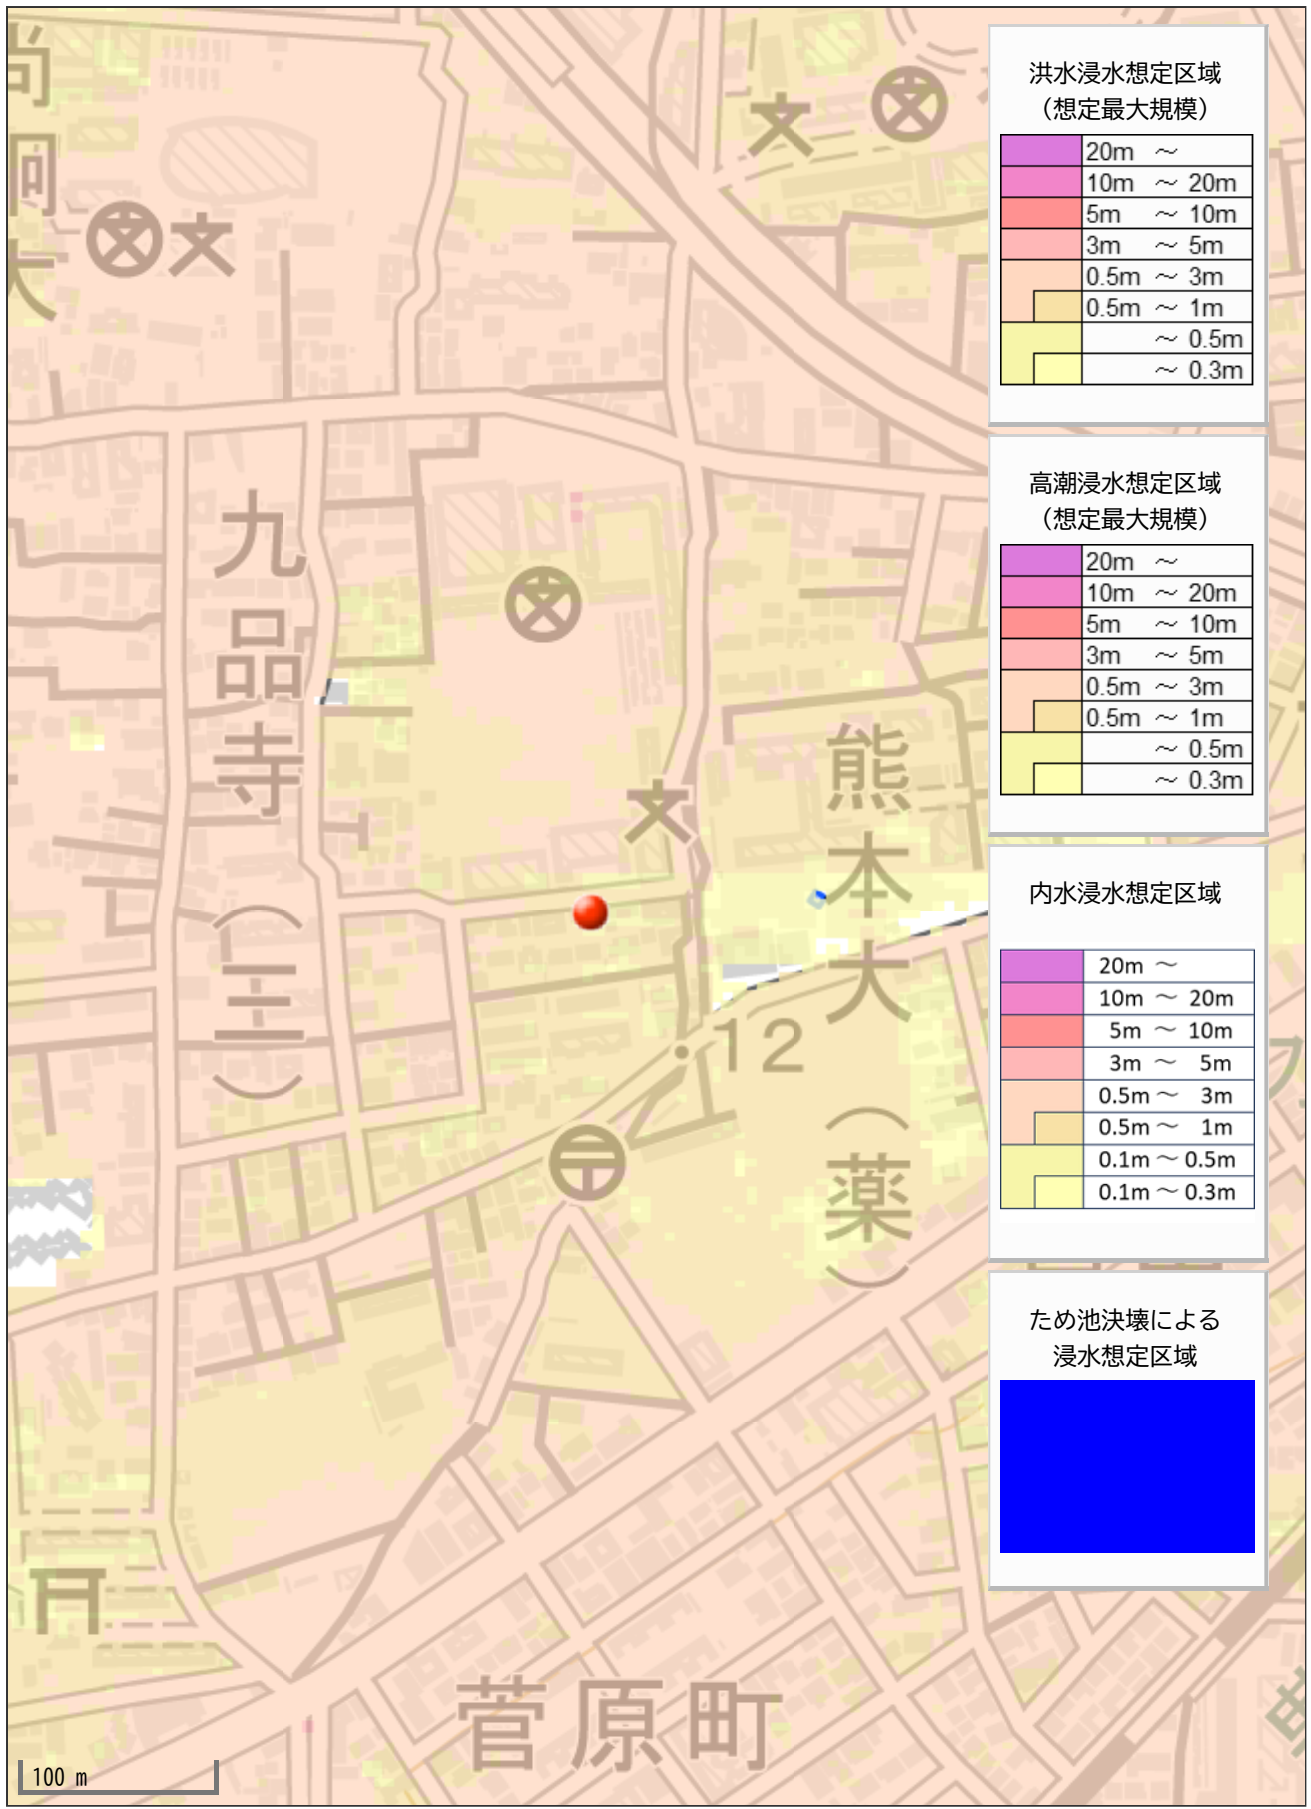 尚
絅
大
九
品
寺
（
三
）
熊
本
大
（
薬
）
12
菅原町
100 m
洪水浸水想定区域
（想定最大規模）
20m ～
10m ～ 20m
5m ～ 10m
3m ～ 5m
0.5m ～ 3m
0.5m ～ 1m
～ 0.5m
～ 0.3m
高潮浸水想定区域
（想定最大規模）
20m ～
10m ～ 20m
5m ～ 10m
3m ～ 5m
0.5m ～ 3m
0.5m ～ 1m
～ 0.5m
～ 0.3m
内水浸水想定区域
20m ～
10m ～ 20m
5m ～ 10m
3m ～ 5m
0.5m ～ 3m
0.5m ～ 1m
0.1m ～ 0.5m
0.1m ～ 0.3m
ため池決壊による
浸水想定区域